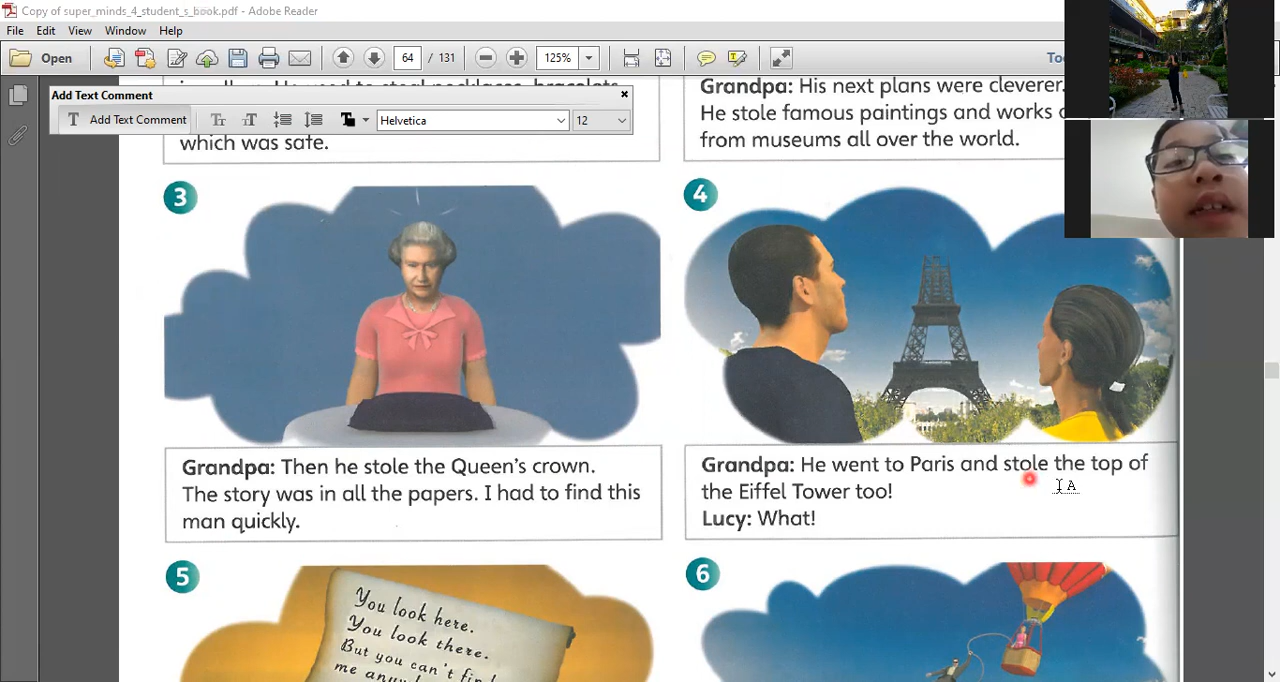 Copy of super_minds_4_student_s_book.pdf - Adobe Reader
File Edit View Window Help
Open 64 / 131 125%
Add Text Comment
Add Text Comment Helvetica 12
which was safe.
Grandpa: His next plans were cleverer.
He stole famous paintings and works
from museums all over the world.
3
4
Grandpa: Then he stole the Queen's crown.
The story was in all the papers. I had to find this
man quickly.
Grandpa: He went to Paris and stole the top of
the Eiffel Tower too!
Lucy: What!
5
6
You look here.
You look there.
But you can't find